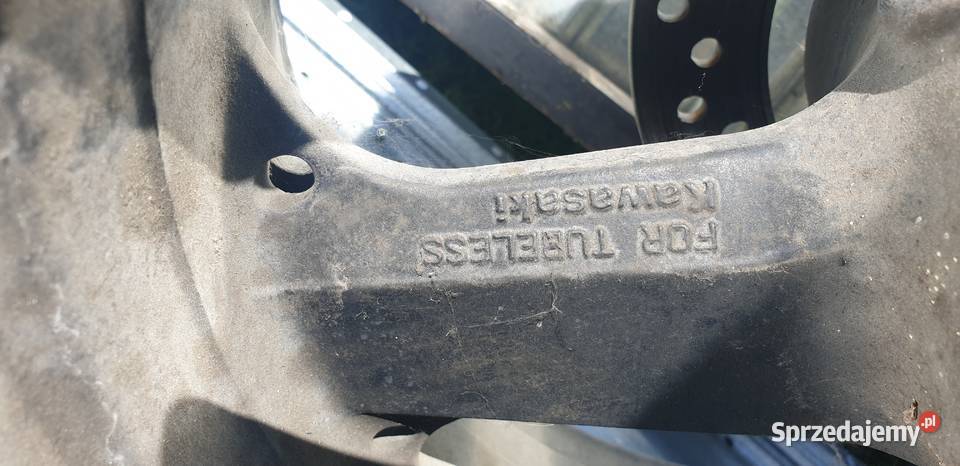 FOR TUBELESS
Kawasaki
Sprzedajemy.pl